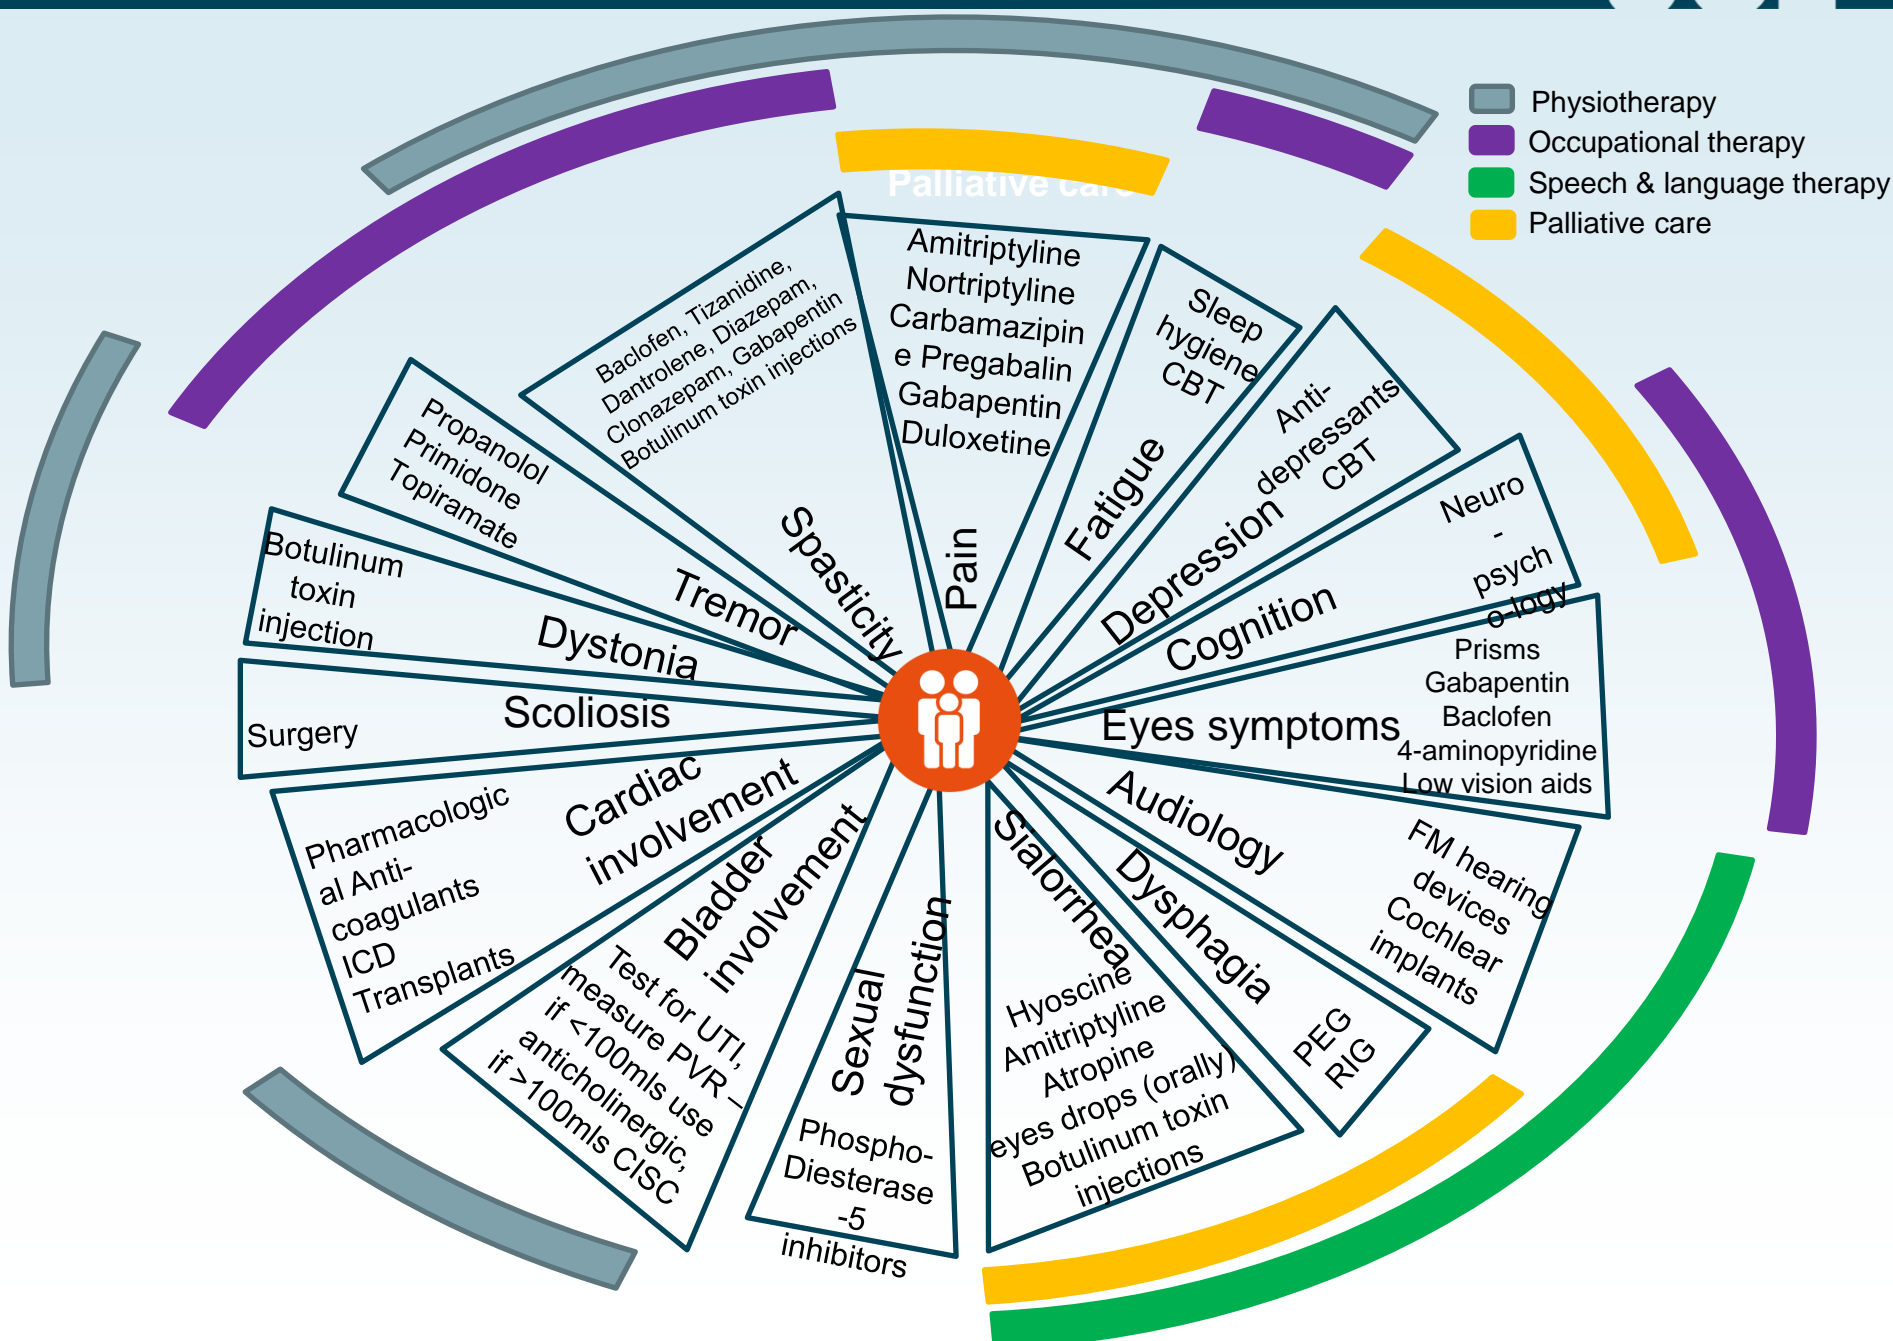 Physiotherapy
Occupational therapy
Speech & language therapy
Palliative care
Palliative care
Baclofen, Tizanidine,
Dantrolene, Diazepam,
Clonazepam, Gabapentin
Botulinum toxin injections
Spasticity
Amitriptyline
Nortriptyline
Carbamazipin
e Pregabalin
Gabapentin
Duloxetine
Pain
Sleep
hygiene
CBT
Fatigue
Anti-
depressants
CBT
Depression
Neuro
-
psych
o-logy
Cognition
Prisms
Gabapentin
Baclofen
4-aminopyridine
Low vision aids
Eyes symptoms
Audiology
FM hearing
devices
Cochlear
implants
Dysphagia
PEG
RIG
Sialorrhea
Hyoscine
Amitriptyline
Atropine
eyes drops (orally)
Botulinum toxin
injections
Sexual
dysfunction
Phospho-
Diesterase
-5
inhibitors
Bladder
involvement
Test for UTI,
measure PVR –
if <100mls use
anticholinergic,
if >100mls CISC
Cardiac
involvement
Pharmacologic
al Anti-
coagulants
ICD
Transplants
Scoliosis
Surgery
Dystonia
Botulinum
toxin
injection
Tremor
Propanolol
Primidone
Topiramate